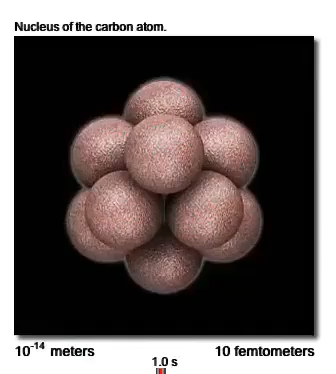 Nucleus of the carbon atom.
10⁻¹⁴ meters 10 femtometers
1.0 s